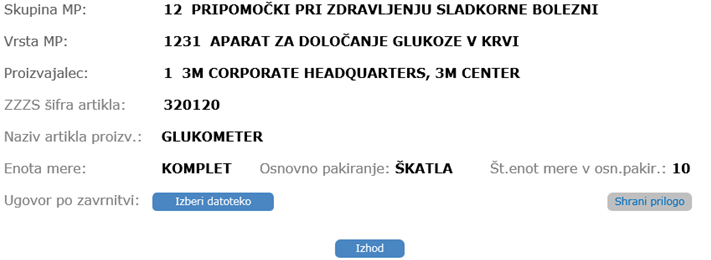 Skupina MP: 12 PRIPOMOČKI PRI ZDRAVLJENJU SLADKORNE BOLEZNI
Vrsta MP: 1231 APARAT ZA DOLOČANJE GLUKOZE V KRVI
Proizvajalec: 1 3M CORPORATE HEADQUARTERS, 3M CENTER
ZZZS šifra artikla: 320120
Naziv artikla proizv.: GLUKOMETER
Enota mere: KOMPLET Osnovno pakiranje: ŠKATLA Št.enot mere v osn.pakir.: 10
Ugovor po zavrnitvi: Izberi datoteko Shrani prilogo
Izhod